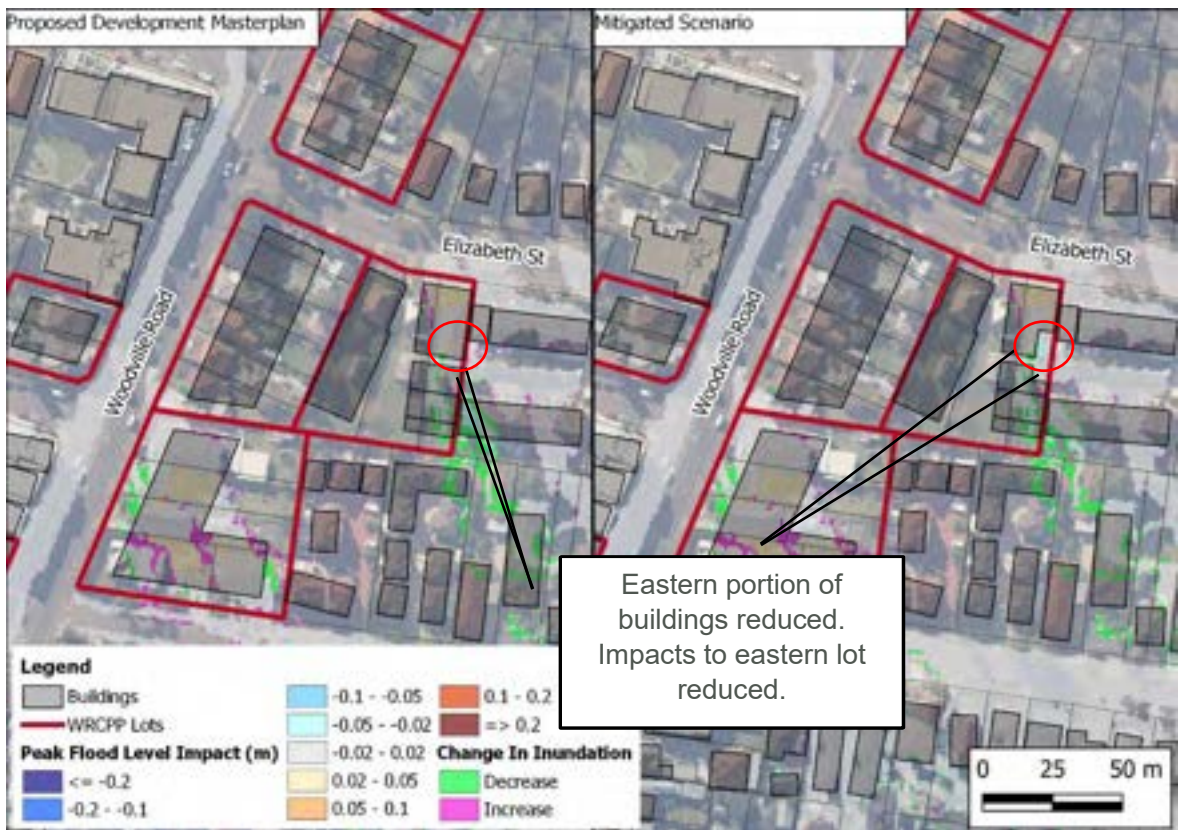 Proposed Development Masterplan
Mitigated Scenario
Elizabeth St
Elizabeth St
Woodville Road
Woodville Road
Eastern portion of
buildings reduced.
Impacts to eastern lot
reduced.
Legend
Buildings
WRCPP Lots
Peak Flood Level Impact (m)
<= -0.2
-0.2 - -0.1
-0.1 - -0.05
-0.05 - -0.02
-0.02 - 0.02
0.02 - 0.05
0.05 - 0.1
0.1 - 0.2
=> 0.2
Change In Inundation
Decrease
Increase
0 25 50 m